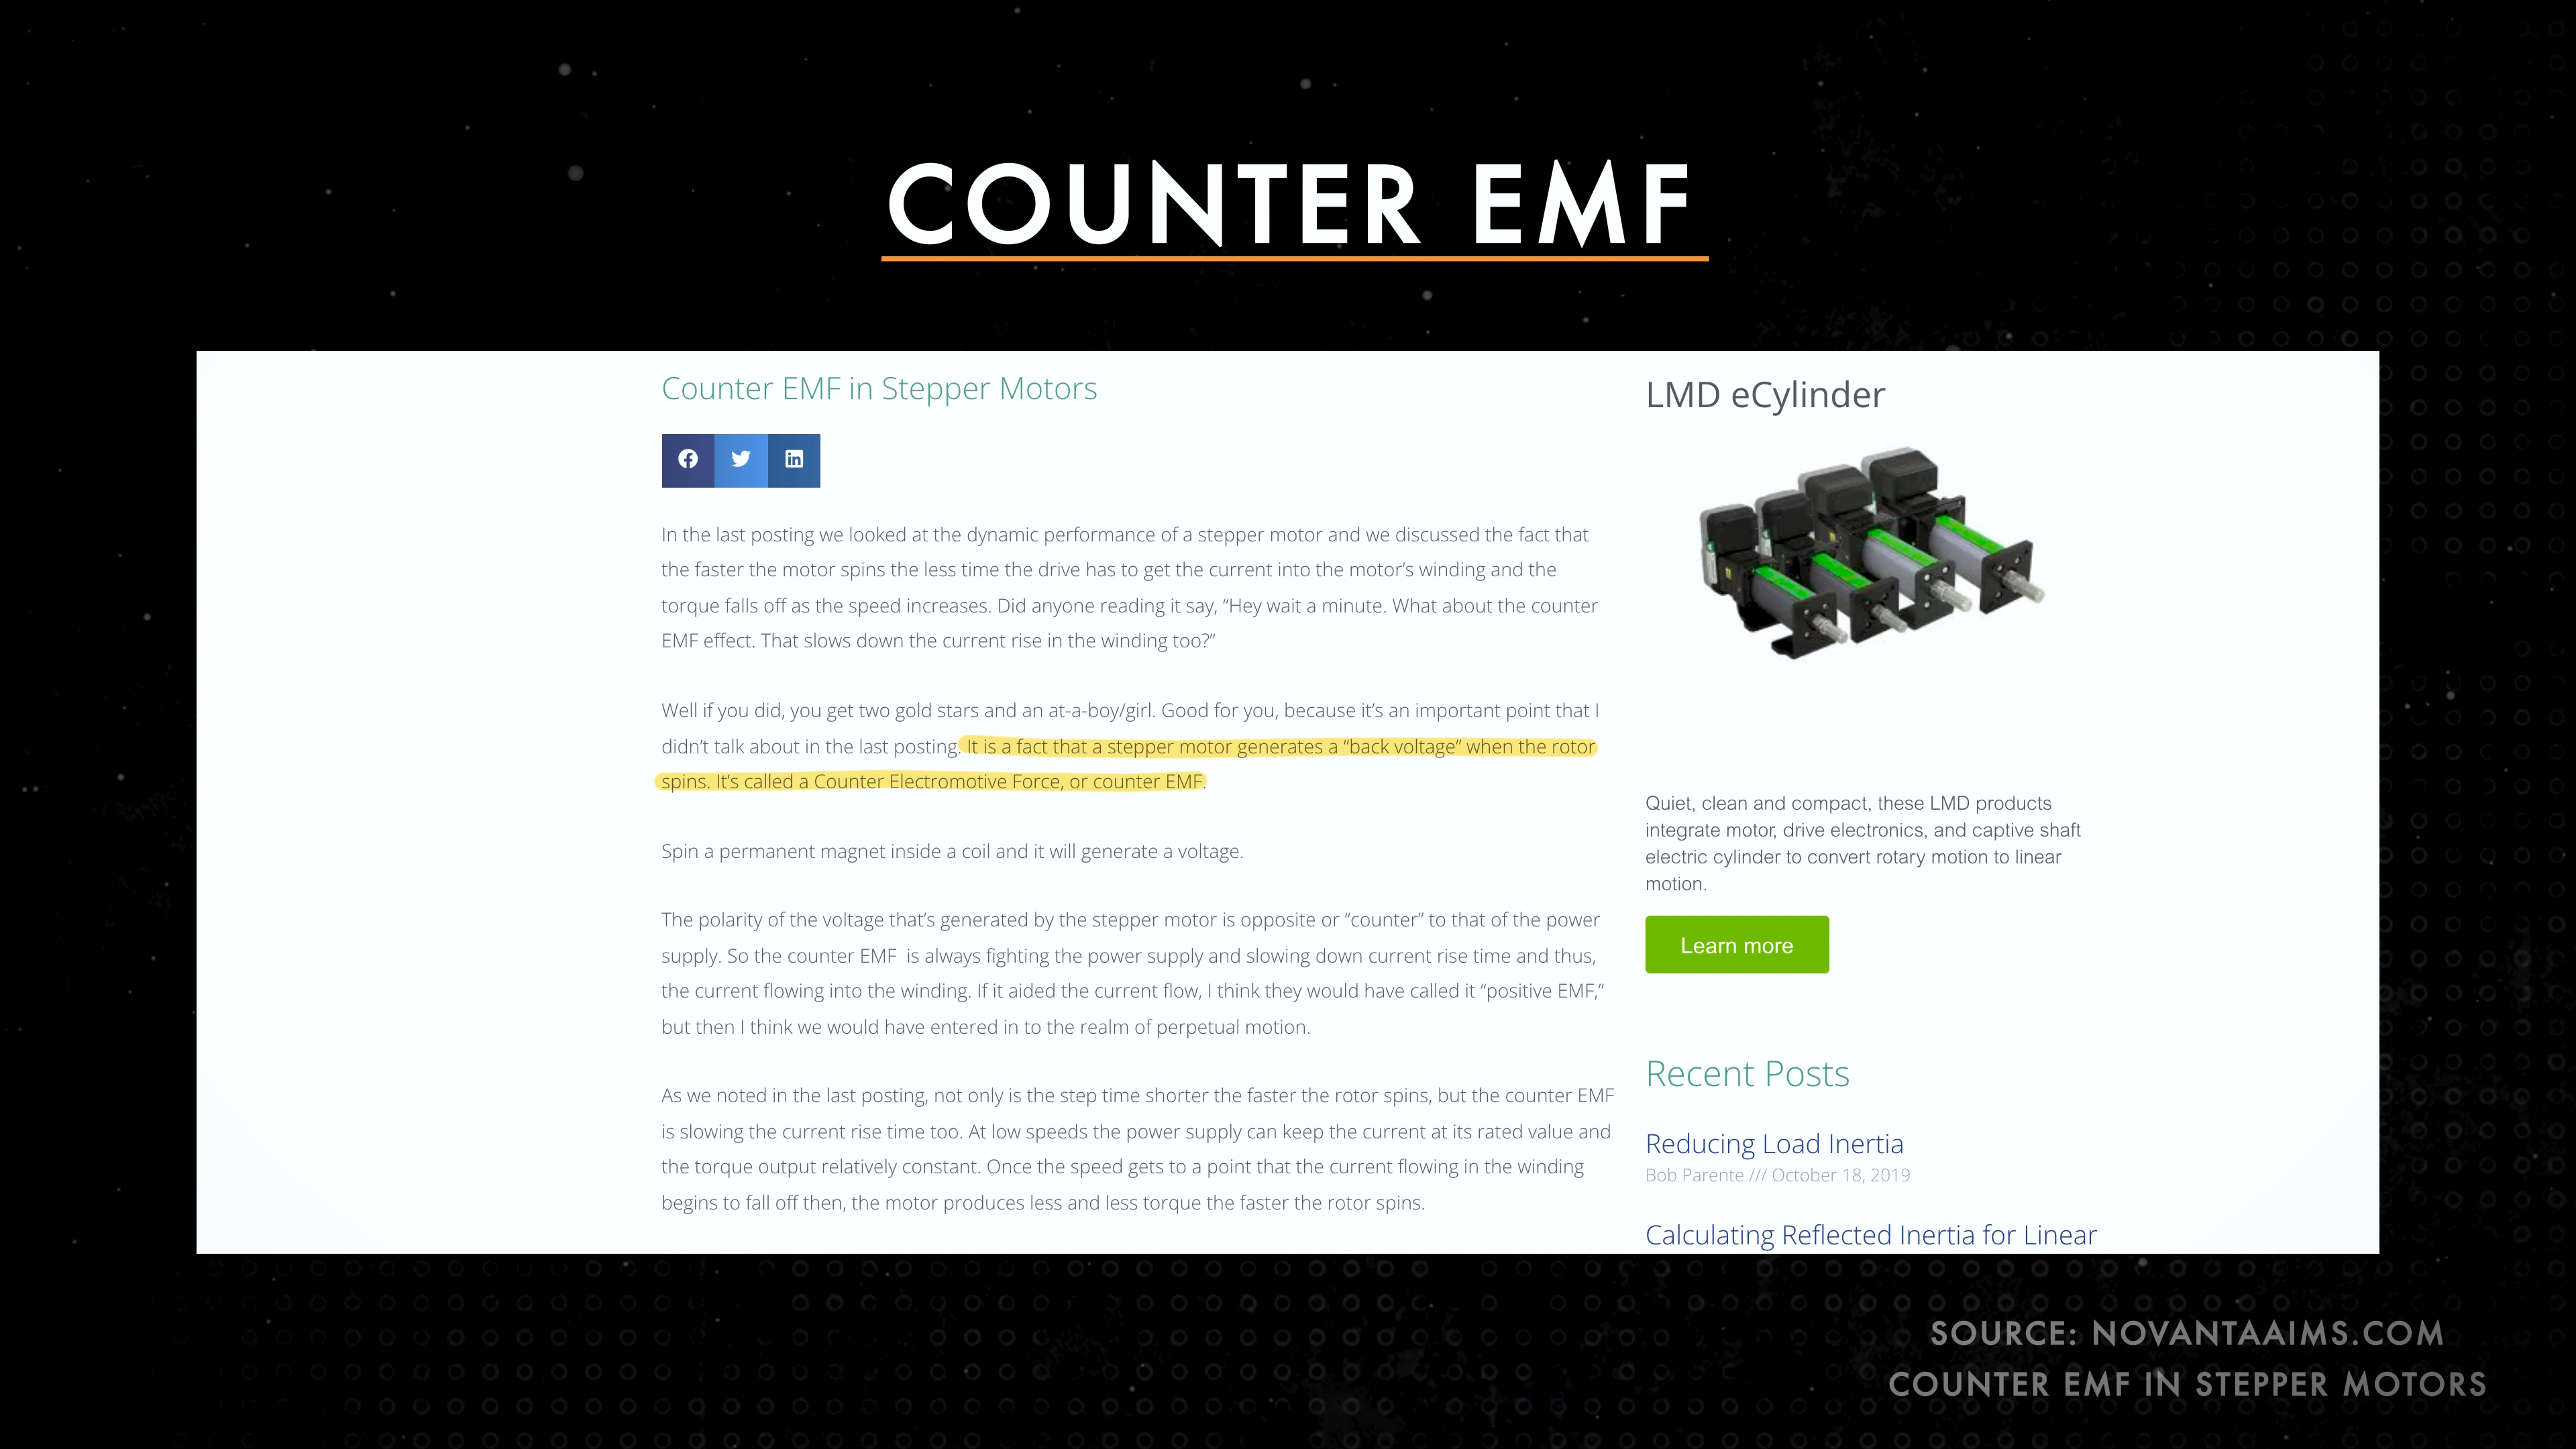 COUNTER EMF
Counter EMF in Stepper Motors
In the last posting we looked at the dynamic performance of a stepper motor and we discussed the fact that
the faster the motor spins the less time the drive has to get the current into the motor’s winding and the
torque falls off as the speed increases. Did anyone reading it say, “Hey wait a minute. What about the counter
EMF effect. That slows down the current rise in the winding too?”
Well if you did, you get two gold stars and an at-a-boy/girl. Good for you, because it’s an important point that I
didn’t talk about in the last posting. It is a fact that a stepper motor generates a “back voltage” when the rotor
spins. It’s called a Counter Electromotive Force, or counter EMF.
Spin a permanent magnet inside a coil and it will generate a voltage.
The polarity of the voltage that’s generated by the stepper motor is opposite or “counter” to that of the power
supply. So the counter EMF  is always fighting the power supply and slowing down current rise time and thus,
the current flowing into the winding. If it aided the current flow, I think they would have called it “positive EMF,”
but then I think we would have entered in to the realm of perpetual motion.
As we noted in the last posting, not only is the step time shorter the faster the rotor spins, but the counter EMF
is slowing the current rise time too. At low speeds the power supply can keep the current at its rated value and
the torque output relatively constant. Once the speed gets to a point that the current flowing in the winding
begins to fall off then, the motor produces less and less torque the faster the rotor spins.
LMD eCylinder
Quiet, clean and compact, these LMD products
integrate motor, drive electronics, and captive shaft
electric cylinder to convert rotary motion to linear
motion.
Learn more
Recent Posts
Reducing Load Inertia
Bob Parente /// October 18, 2019
Calculating Reflected Inertia for Linear
SOURCE: NOVANTAAIMS.COM
COUNTER EMF IN STEPPER MOTORS